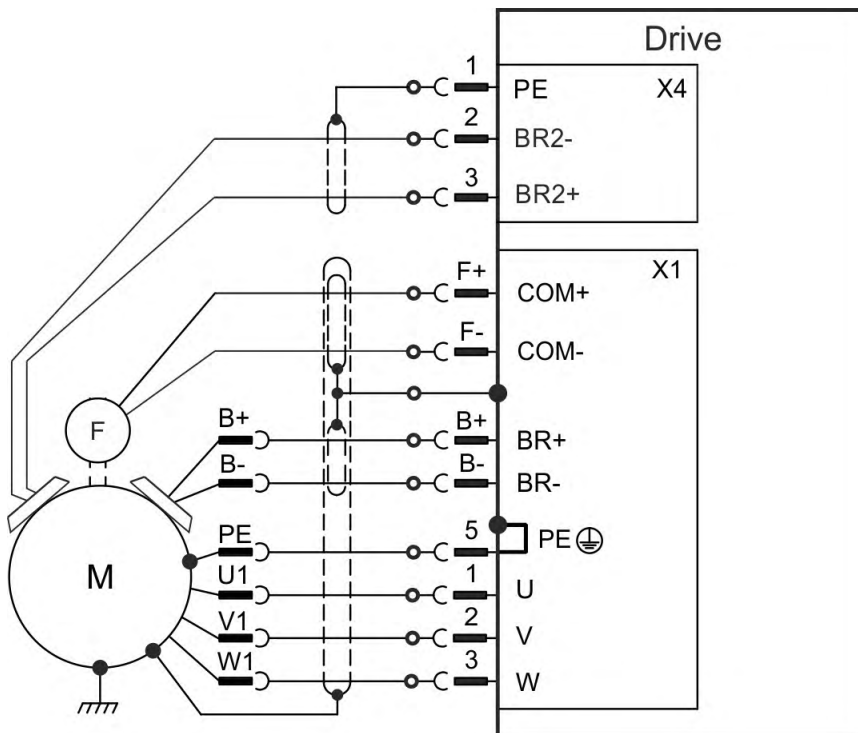 Drive
1
PE
X4
2
BR2-
3
BR2+
X1
F+
COM+
F-
COM-
F
B+
B+
BR+
B-
B-
BR-
PE
5
PE
M
U1
1
U
V1
2
V
W1
3
W